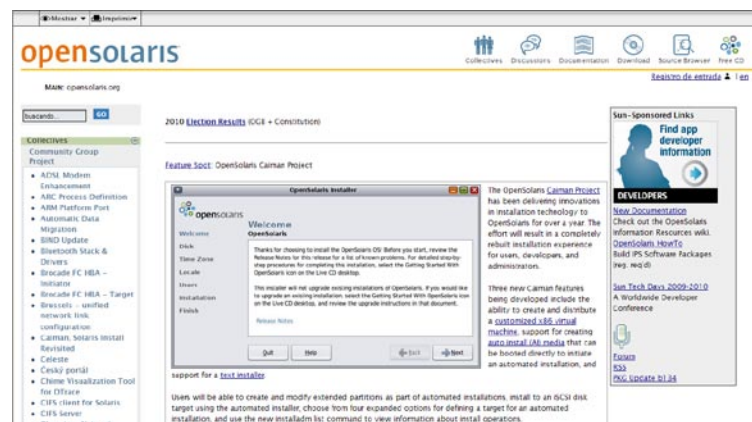 Mostrar Imprimir
opensolaris
Collectives Discussions Documentation Download Source Browser Free CD
Registro de entrada | en
Main: opensolaris.org
buscando... GO
Collectives
Community Group
Project
ADSL Modem
Enhancement
ARC Process Definition
ARM Platform Port
Automatic Data
Migration
BIND Update
Bluetooth Stack &
Drivers
Brocade FC HBA -
Initiator
Brocade FC HBA - Target
Brussels - unified
network link
configuration
Caiman, Solaris Install
Revisited
Celeste
Český portál
Chime Visualization Tool
for DTrace
CIFS client for Solaris
CIFS Server
2010 Election Results (OGB + Constitution)
Feature Spot: OpenSolaris Caiman Project
OpenSolaris Installer
opensolaris
Welcome
Disk
Time Zone
Locale
Users
Installation
Finish
Welcome
OpenSolaris
Thanks for choosing to install the OpenSolaris OS! Before you start, review the
Release Notes for this release for a list of known problems. For detailed step-by-
step procedures for completing this installation, select the Getting Started With
OpenSolaris icon on the Live CD desktop.
This installer will not upgrade existing installations of OpenSolaris. If you would like
to upgrade an existing installation, select the Getting Started With OpenSolaris icon
on the Live CD desktop, and review the upgrade instructions in that document.
Release Notes
Quit Help Back Next
The OpenSolaris Caiman Project
has been delivering innovations
in installation technology to
OpenSolaris for over a year. The
effort will result in a completely
rebuilt installation experience
for users, developers, and
administrators.
Three new Caiman features
being developed include the
ability to create and distribute
a customized x86 virtual
machine, support for creating
auto install (AI) media that can
be booted directly to initiate
an automated installation, and
support for a text installer.
Users will be able to create and modify extended partitions as part of automated installations, install to an iSCSI disk
target using the automated installer, choose from four expanded options for defining a target for an automated
installation, and use the new installadm list command to view information about install operations.
Sun-Sponsored Links
Find app
developer
information
DEVELOPERS
New Documentation
Check out the OpenSolaris
Information Resources wiki.
OpenSolaris HowTo
Build IPS Software Packages
(reg. req'd)
Sun Tech Days 2009-2010
A Worldwide Developer
Conference
Forum
RSS
PKG Update b134